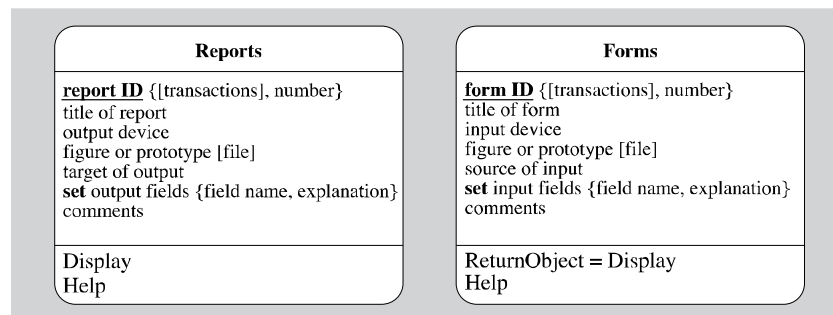 Reports
report ID {[transactions], number}
title of report
output device
figure or prototype [file]
target of output
set output fields {field name, explanation}
comments
Display
Help
Forms
form ID {[transactions], number}
title of form
input device
figure or prototype [file]
source of input
set input fields {field name, explanation}
comments
ReturnObject = Display
Help